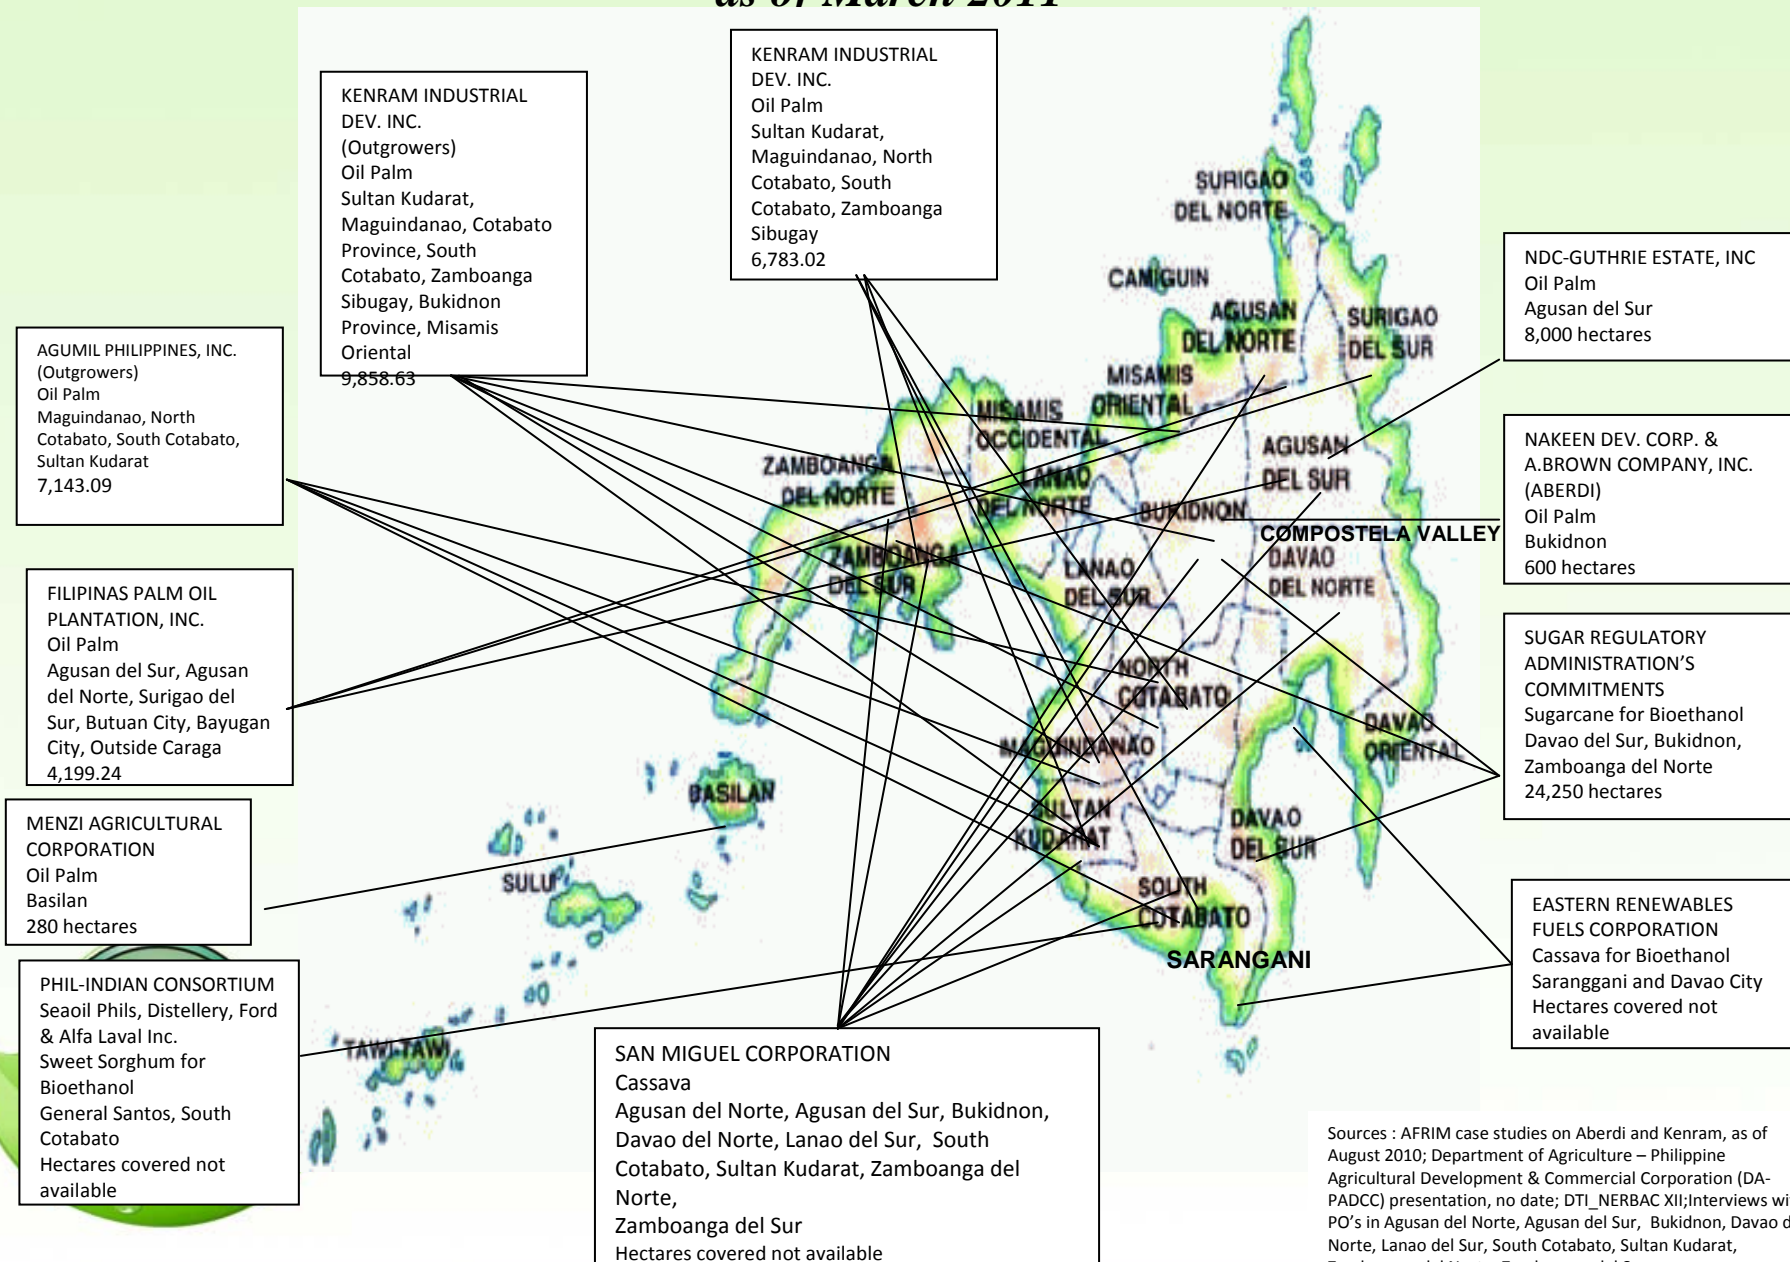 as of March 2011
KENRAM INDUSTRIAL
DEV. INC.
(Outgrowers)
Oil Palm
Sultan Kudarat,
Maguindanao, Cotabato
Province, South
Cotabato, Zamboanga
Sibugay, Bukidnon
Province, Misamis
Oriental
9,858.63
KENRAM INDUSTRIAL
DEV. INC.
Oil Palm
Sultan Kudarat,
Maguindanao, North
Cotabato, South
Cotabato, Zamboanga
Sibugay
6,783.02
NDC-GUTHRIE ESTATE, INC
Oil Palm
Agusan del Sur
8,000 hectares
AGUMIL PHILIPPINES, INC.
(Outgrowers)
Oil Palm
Maguindanao, North
Cotabato, South Cotabato,
Sultan Kudarat
7,143.09
NAKEEN DEV. CORP. &
A.BROWN COMPANY, INC.
(ABERDI)
Oil Palm
Bukidnon
600 hectares
FILIPINAS PALM OIL
PLANTATION, INC.
Oil Palm
Agusan del Sur, Agusan
del Norte, Surigao del
Sur, Butuan City, Bayugan
City, Outside Caraga
4,199.24
SUGAR REGULATORY
ADMINISTRATION’S
COMMITMENTS
Sugarcane for Bioethanol
Davao del Sur, Bukidnon,
Zamboanga del Norte
24,250 hectares
MENZI AGRICULTURAL
CORPORATION
Oil Palm
Basilan
280 hectares
EASTERN RENEWABLES
FUELS CORPORATION
Cassava for Bioethanol
Saranggani and Davao City
Hectares covered not
available
PHIL-INDIAN CONSORTIUM
Seaoil Phils, Distellery, Ford
& Alfa Laval Inc.
Sweet Sorghum for
Bioethanol
General Santos, South
Cotabato
Hectares covered not
available
SAN MIGUEL CORPORATION
Cassava
Agusan del Norte, Agusan del Sur, Bukidnon,
Davao del Norte, Lanao del Sur, South
Cotabato, Sultan Kudarat, Zamboanga del
Norte,
Zamboanga del Sur
Hectares covered not available
SURIGAO
DEL NORTE
CAMIGUIN
AGUSAN
DEL NORTE
SURIGAO
DEL SUR
MISAMIS
ORIENTAL
MISAMIS
OCCIDENTAL
ZAMBOANGA
DEL NORTE
LANAO
DEL NORTE
AGUSAN
DEL SUR
BUKIDNON
COMPOSTELA VALLEY
ZAMBOANGA
DEL SUR
LANAO
DEL SUR
DAVAO
DEL NORTE
NORTH
COTABATO
MAGUINDANAO
DAVAO
ORIENTAL
BASILAN
SULTAN
KUDARAT
DAVAO
DEL SUR
SULU
SOUTH
COTABATO
SARANGANI
TAWI-TAWI
Sources : AFRIM case studies on Aberdi and Kenram, as of
August 2010; Department of Agriculture – Philippine
Agricultural Development & Commercial Corporation (DA-
PADCC) presentation, no date; DTI_NERBAC XII;Interviews wi
PO’s in Agusan del Norte, Agusan del Sur, Bukidnon, Davao d
Norte, Lanao del Sur, South Cotabato, Sultan Kudarat,